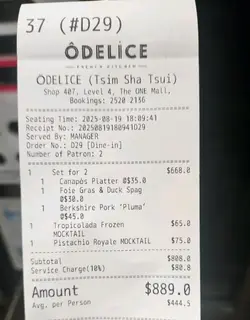 37 (#D29)
ÔDELICE
FRENCH KITCHEN
ÔDELICE (Tsim Sha Tsui)
Shop 407, Level 4, The ONE Mall,
Bookings: 2520 2136
Seating Time: 2025-08-19 18:09:41
Receipt No.: 20250819180941029
Served By: MANAGER
Order No.: D29 [Dine-in]
Number of Patron: 2
1 Set for 2 $668.0
1 Canapés Platter @$35.0
1 Foie Gras & Duck Spag
@$30.0
1 Berkshire Pork 'Pluma'
@$45.0
1 Tropicolada Frozen $65.0
MOCKTAIL
1 Pistachio Royale MOCKTAIL $75.0
Subtotal $808.0
Service Charge(10%) $80.8
Amount $889.0
Avg. per Person $444.5